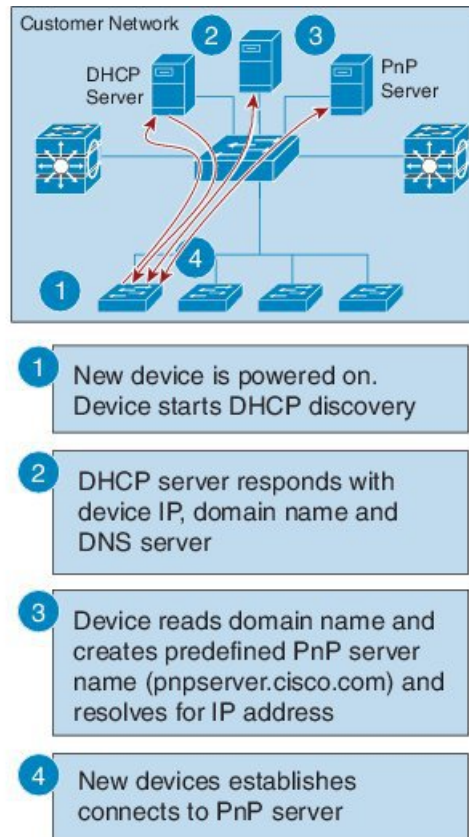 Customer Network
2
3
DHCP
Server
PnP
Server
4
1
1
New device is powered on.
Device starts DHCP discovery
2
DHCP server responds with
device IP, domain name and
DNS server
3
Device reads domain name and
creates predefined PnP server
name (pnpserver.cisco.com) and
resolves for IP address
4
New devices establishes
connects to PnP server